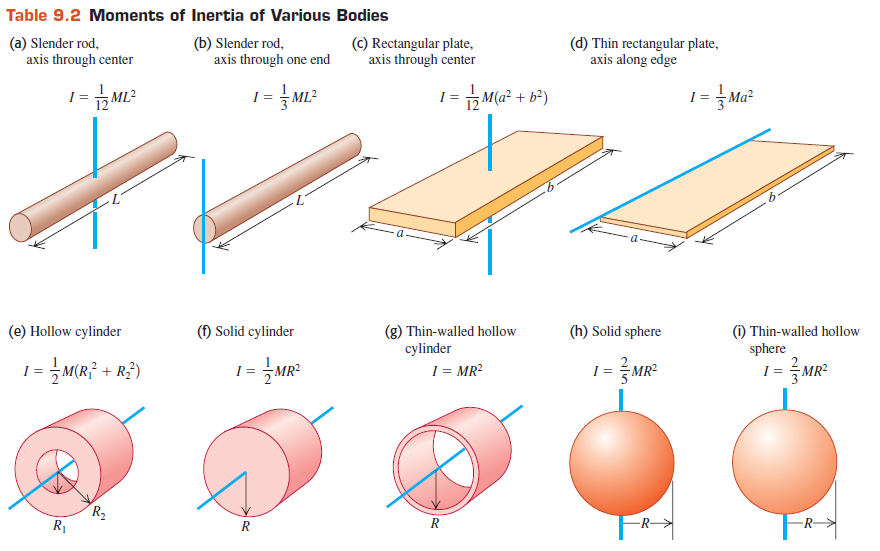 Table 9.2 Moments of Inertia of Various Bodies
(a) Slender rod,
axis through center
I = 1/12 ML²
L
(b) Slender rod,
axis through one end
I = 1/3 ML²
L
(c) Rectangular plate,
axis through center
I = 1/12 M(a² + b²)
b
a
(d) Thin rectangular plate,
axis along edge
I = 1/3 Ma²
b
a
(e) Hollow cylinder
I = 1/2 M(R₁² + R₂²)
R₂
R₁
(f) Solid cylinder
I = 1/2 MR²
R
(g) Thin-walled hollow
cylinder
I = MR²
R
(h) Solid sphere
I = 2/5 MR²
R
(i) Thin-walled hollow
sphere
I = 2/3 MR²
R